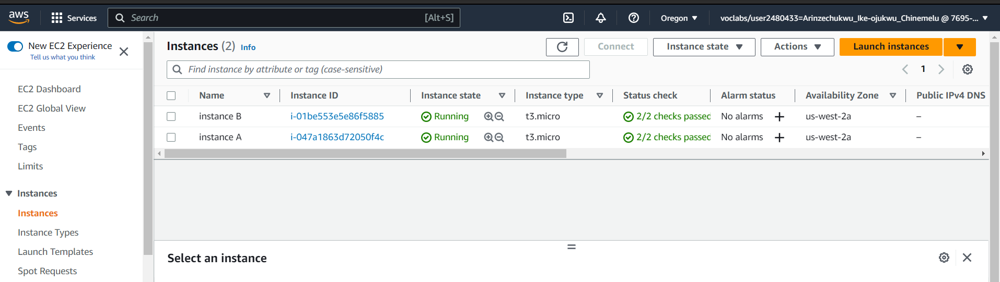 aws Services Search [Alt+S] Oregon voclabs/user2480433=Arinzechukwu_Ike-ojukwu_Chinemelu @ 7695-...
New EC2 Experience
Tell us what you think
EC2 Dashboard
EC2 Global View
Events
Tags
Limits
Instances
Instances
Instance Types
Launch Templates
Spot Requests
Instances (2) Info Connect Instance state Actions Launch instances
Find instance by attribute or tag (case-sensitive) 1
Name Instance ID Instance state Instance type Status check Alarm status Availability Zone Public IPv4 DNS
instance B i-01be553e5e86f5885 Running t3.micro 2/2 checks passed No alarms + us-west-2a –
instance A i-047a1863d72050f4c Running t3.micro 2/2 checks passed No alarms + us-west-2a –
Select an instance